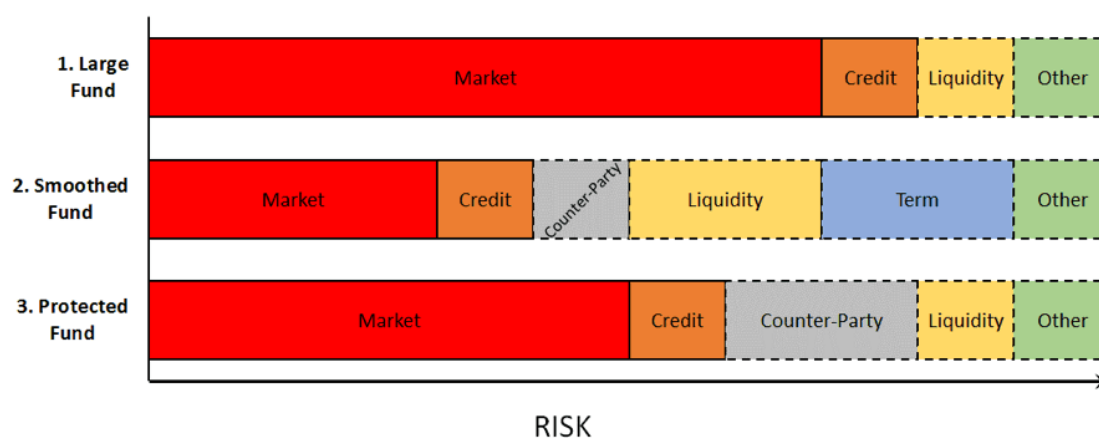 1. Large
Fund
Market
Credit
Liquidity
Other
2. Smoothed
Fund
Market
Credit
Counter-Party
Liquidity
Term
Other
3. Protected
Fund
Market
Credit
Counter-Party
Liquidity
Other
RISK